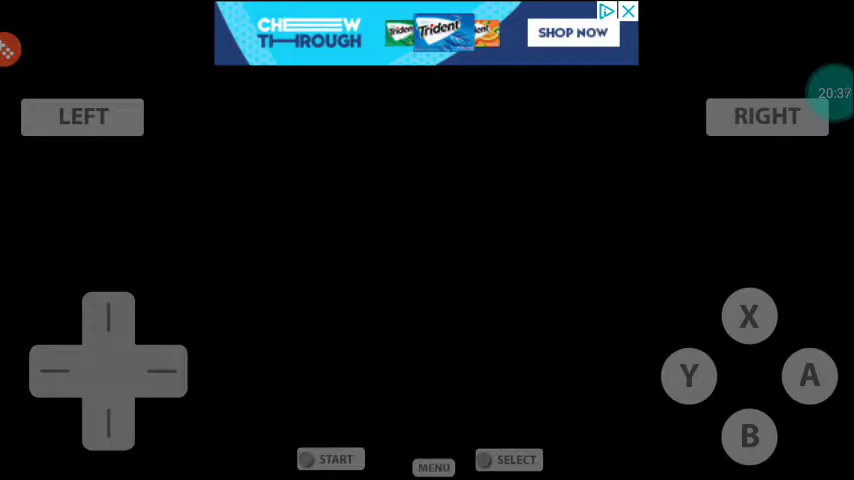 CHEW
THROUGH
Trident
SHOP NOW
20:37
LEFT
RIGHT
X
Y
A
B
START
MENU
SELECT